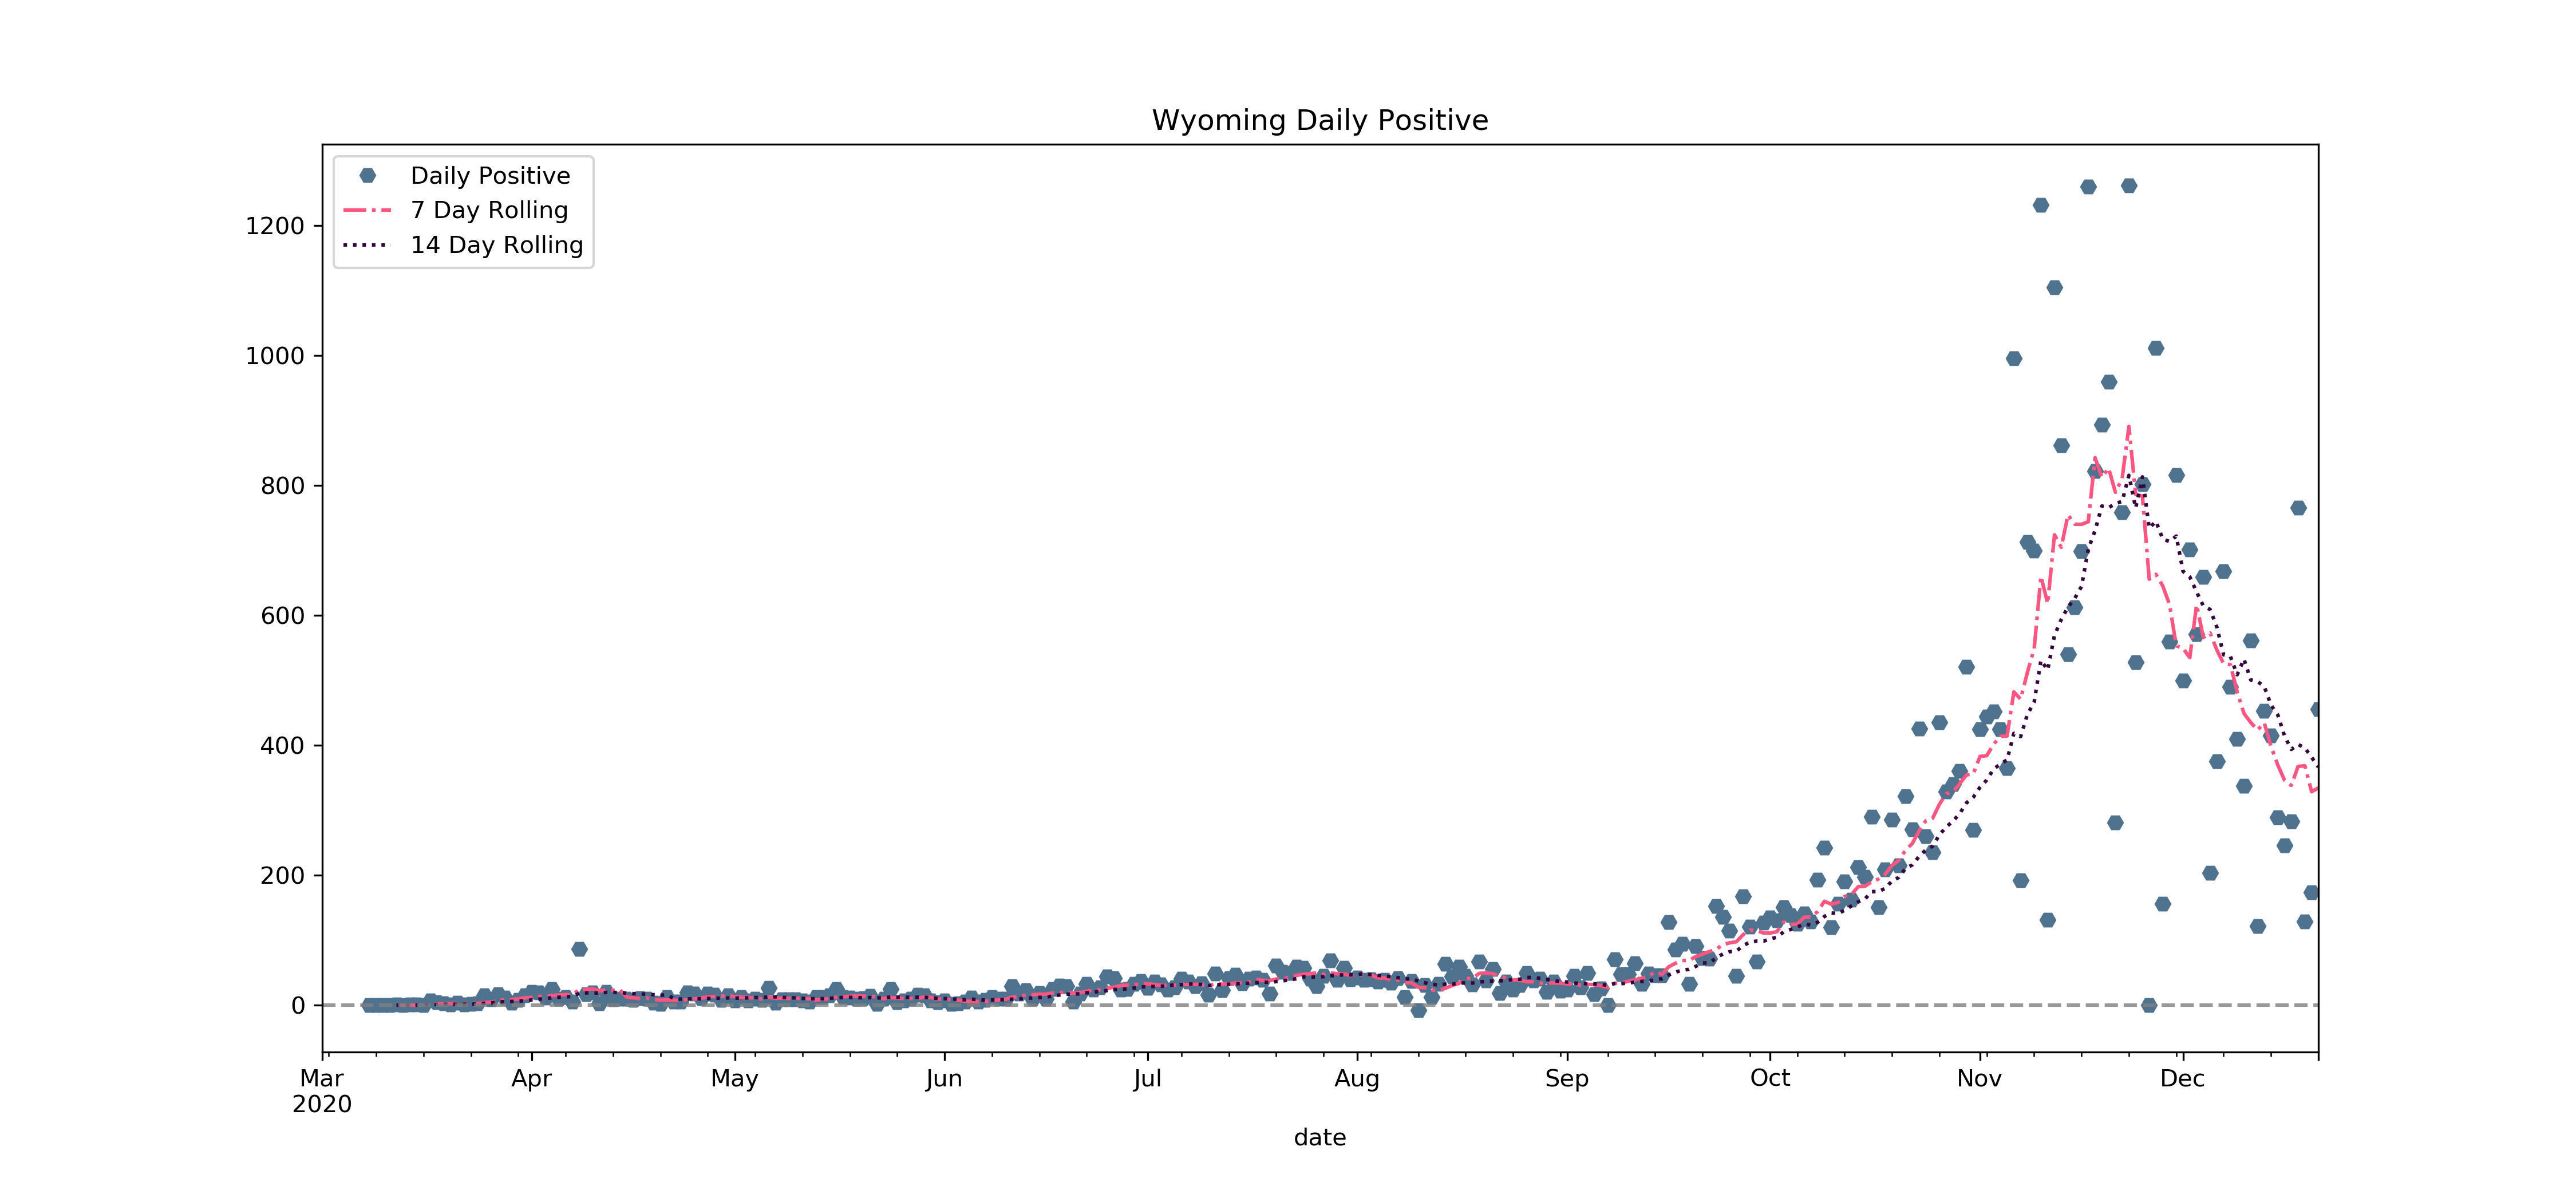 Wyoming Daily Positive
Daily Positive
7 Day Rolling
14 Day Rolling
1200
1000
800
600
400
200
0
Mar Apr May Jun Jul Aug Sep Oct Nov Dec
2020
date